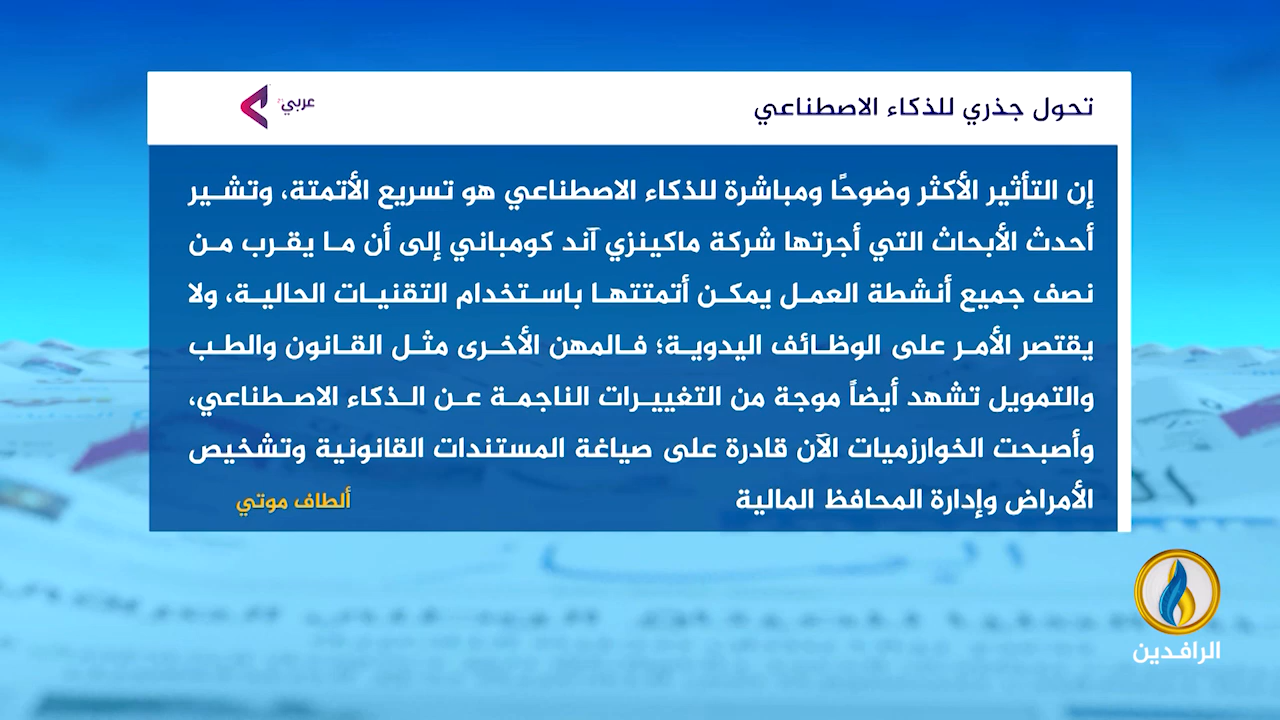 تحول جذري للذكاء الاصطناعي
عربي21
إن التأثير الأكثر وضوحًا ومباشرة للذكاء الاصطناعي هو تسريع الأتمتة، وتشير
أحدث الأبحاث التي أجرتها شركة ماكينزي آند كومباني إلى أن ما يقرب من
نصف جميع أنشطة العمل يمكن أتمتتها باستخدام التقنيات الحالية، ولا
يقتصر الأمر على الوظائف اليدوية؛ فالمهن الأخرى مثل القانون والطب
والتمويل تشهد أيضاً موجة من التغييرات الناجمة عن الذكاء الاصطناعي،
وأصبحت الخوارزميات الآن قادرة على صياغة المستندات القانونية وتشخيص
الأمراض وإدارة المحافظ المالية
ألطاف موتي
الرافدين